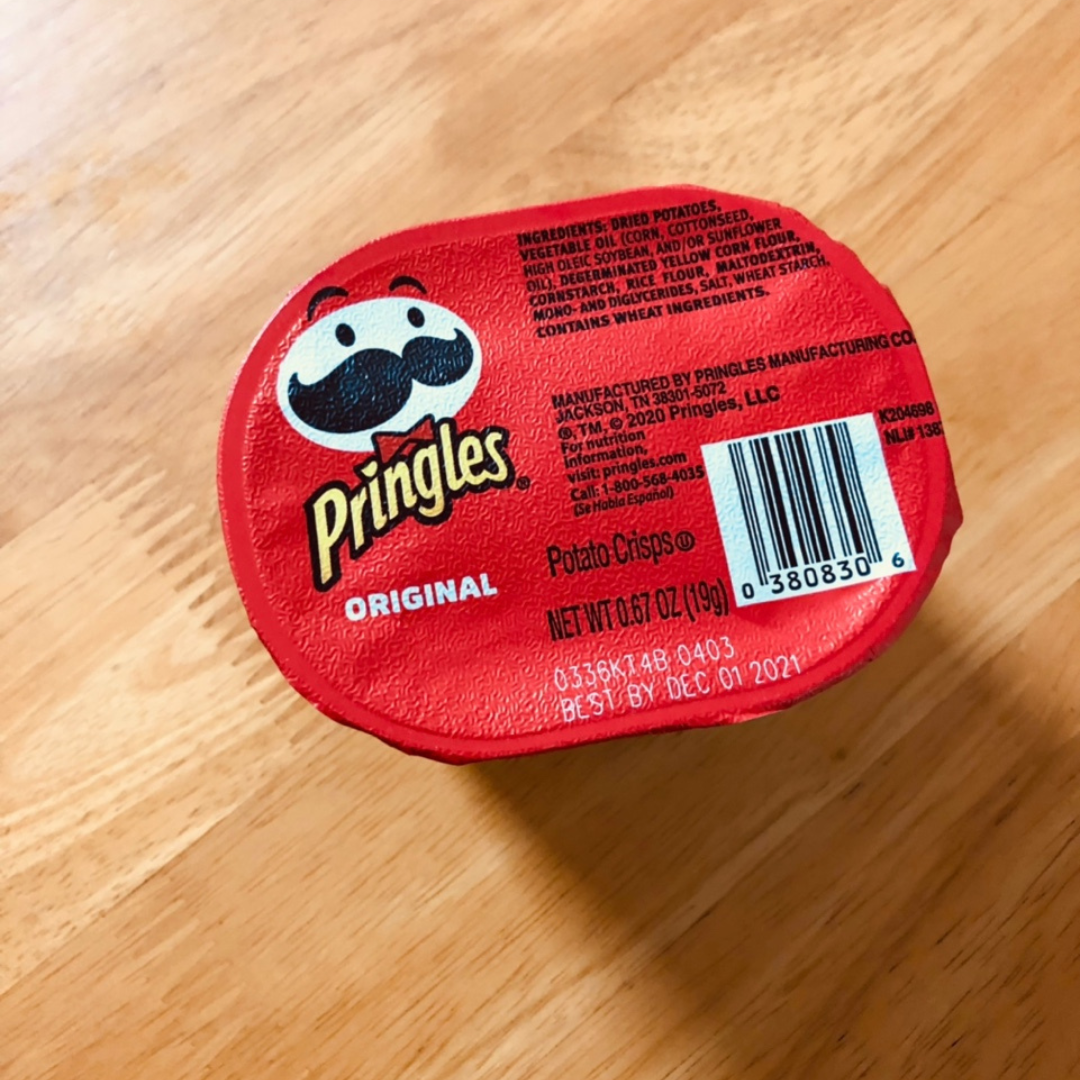 Pringles®
ORIGINAL
INGREDIENTS: DRIED POTATOES,
VEGETABLE OIL (CORN, COTTONSEED,
HIGH OLEIC SOYBEAN, AND/OR SUNFLOWER
OIL), DEGERMINATED YELLOW CORN FLOUR,
CORNSTARCH, RICE FLOUR, MALTODEXTRIN,
MONO- AND DIGLYCERIDES, SALT, WHEAT STARCH.
CONTAINS WHEAT INGREDIENTS.
MANUFACTURED BY PRINGLES MANUFACTURING CO.
JACKSON, TN 38301-5072
®, TM, © 2020 Pringles, LLC
For nutrition
information,
visit: pringles.com
Call: 1-800-568-4035
(Se Habla Español)
K204698
NLI# 138
Potato Crisps Ⓤ
NET WT 0.67 OZ (19g)
0 380830 6
0336KT4B 0403
BEST BY DEC 01 2021